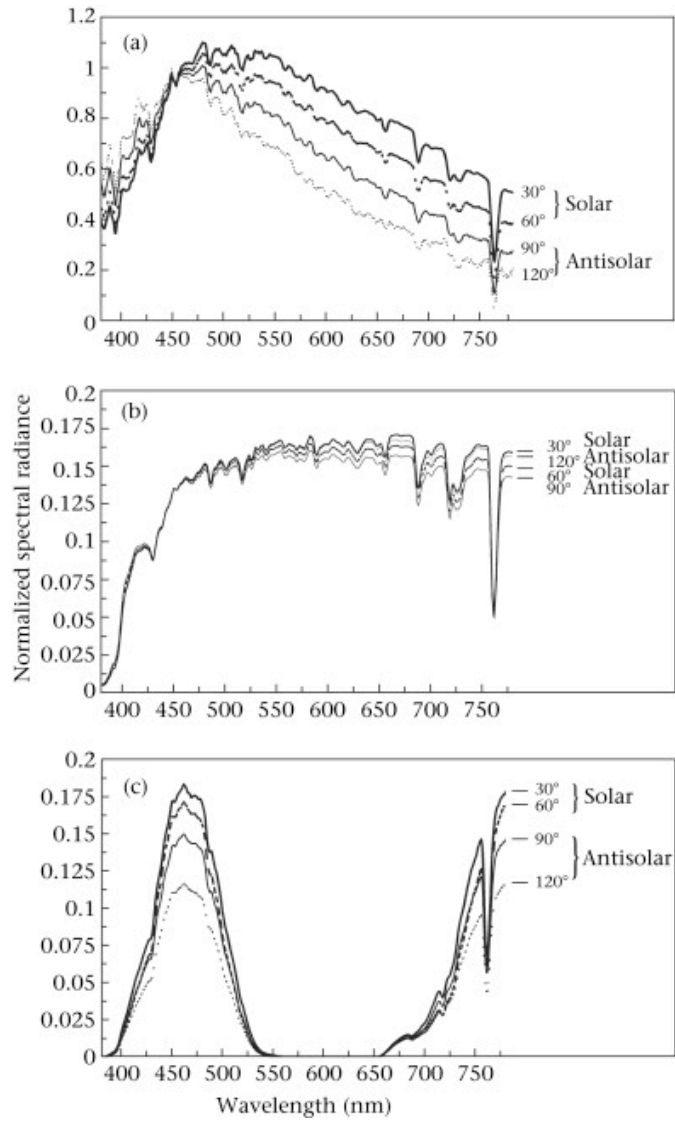 1.2
(a)
1
0.8
0.6
30°
Solar
0.4
60°
90°
Antisolar
0.2
120°
0
400 450 500 550 600 650 700 750
0.2
(b)
0.175
Solar
30°
Antisolar
120°
0.15
Solar
60°
Antisolar
90°
0.125
0.1
0.075
0.05
0.025
0
400 450 500 550 600 650 700 750
Normalized spectral radiance
0.2
(c)
0.175
30°
60°
Solar
0.15
90°
Antisolar
0.125
120°
0.1
0.075
0.05
0.025
0
400 450 500 550 600 650 700 750
Wavelength (nm)